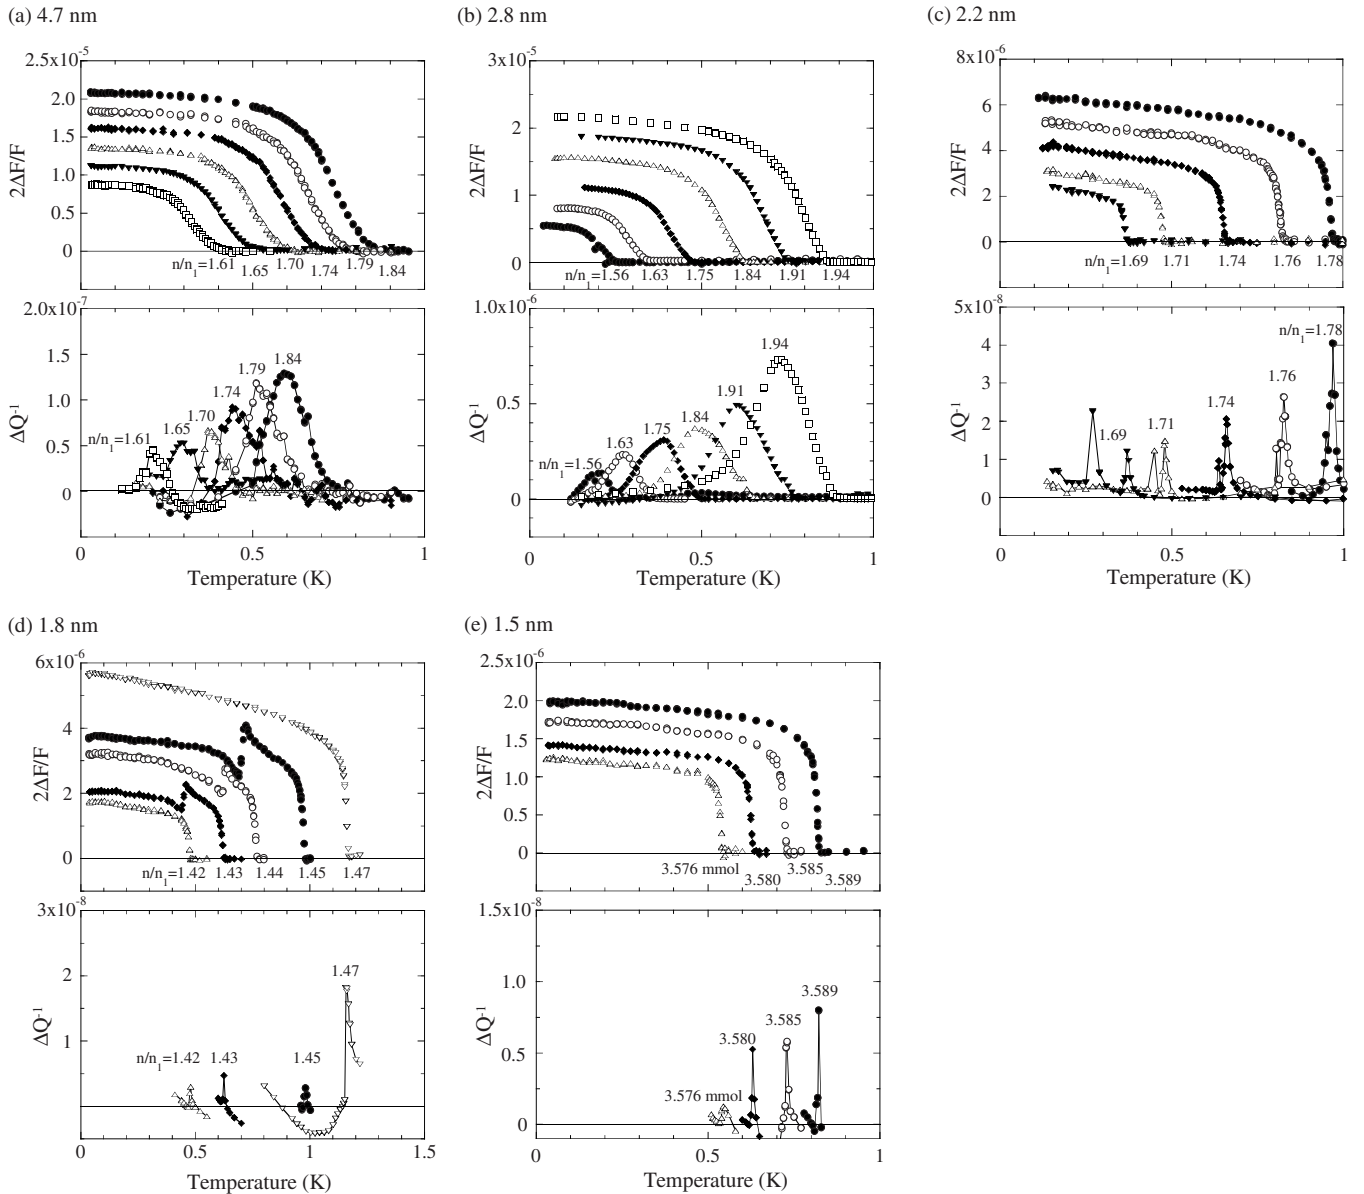 (a) 4.7 nm
2.5x10⁻⁵
2.0
1.5
1.0
0.5
0
2ΔF/F
n/n₁=1.61 1.65 1.70 1.74 1.79 1.84
2.0x10⁻⁷
1.5
1.0
0.5
0
ΔQ⁻¹
n/n₁=1.61 1.65 1.70 1.74 1.79 1.84
0 0.5 1
Temperature (K)
(b) 2.8 nm
3x10⁻⁵
2
1
0
2ΔF/F
n/n₁=1.56 1.63 1.75 1.84 1.91 1.94
1.0x10⁻⁶
0.5
0
ΔQ⁻¹
n/n₁=1.56 1.63 1.75 1.84 1.91 1.94
0 0.5 1
Temperature (K)
(c) 2.2 nm
8x10⁻⁶
6
4
2
0
2ΔF/F
n/n₁=1.69 1.71 1.74 1.76 1.78
5x10⁻⁸
4
3
2
1
0
ΔQ⁻¹
1.69 1.71 1.74 1.76 n/n₁=1.78
0 0.5 1
Temperature (K)
(d) 1.8 nm
6x10⁻⁶
4
2
0
2ΔF/F
n/n₁=1.42 1.43 1.44 1.45 1.47
3x10⁻⁸
2
1
ΔQ⁻¹
n/n₁=1.42 1.43 1.45 1.47
0 0.5 1 1.5
Temperature (K)
(e) 1.5 nm
2.5x10⁻⁶
2.0
1.5
1.0
0.5
0
2ΔF/F
3.576 mmol 3.580 3.585 3.589
1.5x10⁻⁸
1.0
0.5
0
ΔQ⁻¹
3.576 mmol 3.580 3.585 3.589
0 0.5 1
Temperature (K)